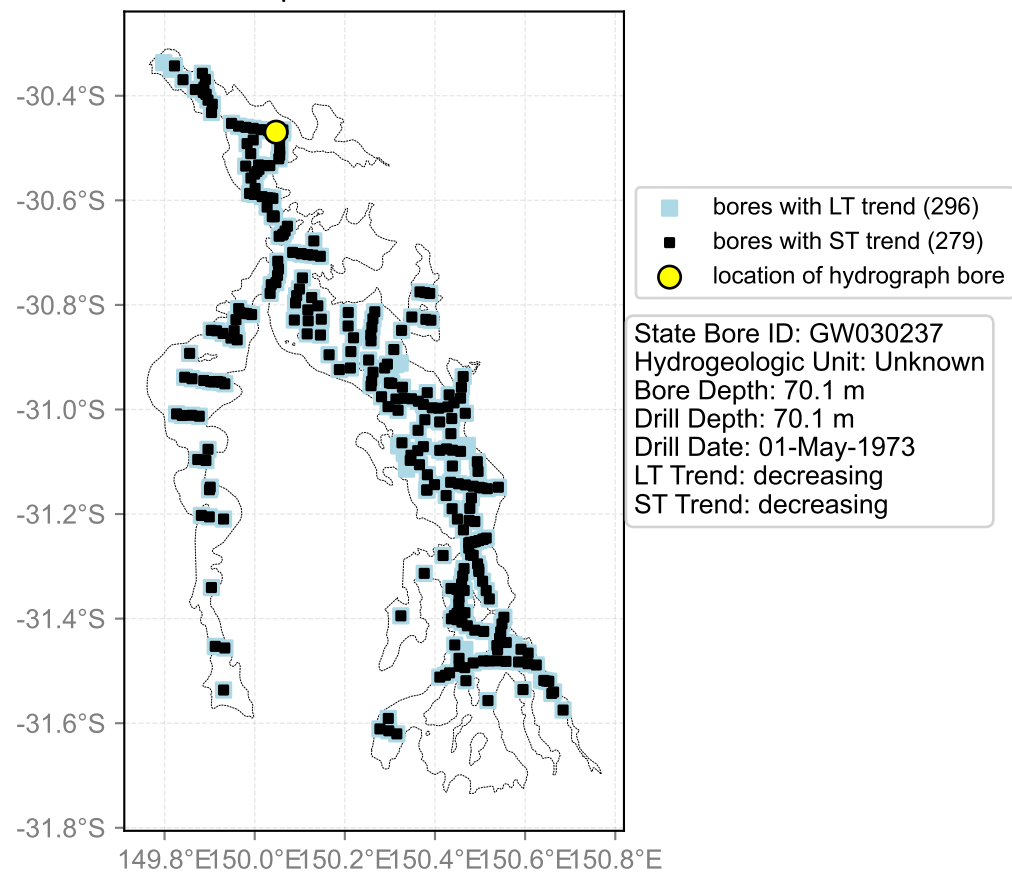 -30.4°S
-30.6°S
-30.8°S
-31.0°S
-31.2°S
-31.4°S
-31.6°S
-31.8°S
149.8°E150.0°E150.2°E150.4°E150.6°E150.8°E
bores with LT trend (296)
bores with ST trend (279)
location of hydrograph bore
State Bore ID: GW030237
Hydrogeologic Unit: Unknown
Bore Depth: 70.1 m
Drill Depth: 70.1 m
Drill Date: 01-May-1973
LT Trend: decreasing
ST Trend: decreasing